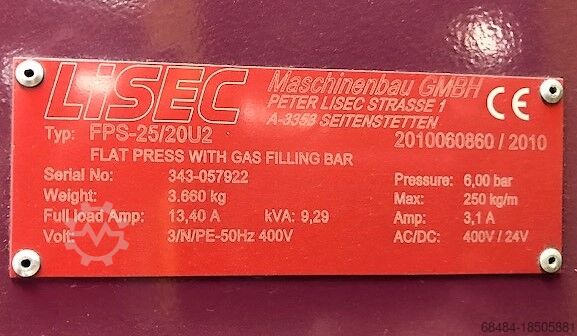 LiSEC Maschinenbau GMBH
PETER LISEC STRASSE 1
A-3353 SEITENSTETTEN
CE
Typ: FPS-25/20U2 2010060860 / 2010
FLAT PRESS WITH GAS FILLING BAR
Serial No: 343-057922 Pressure: 6,00 bar
Weight: 3.660 kg Max: 250 kg/m
Full load Amp: 13,40 A kVA: 9,29 Amp: 3,1 A
Volt: 3/N/PE-50Hz 400V AC/DC: 400V / 24V
68484-18505881